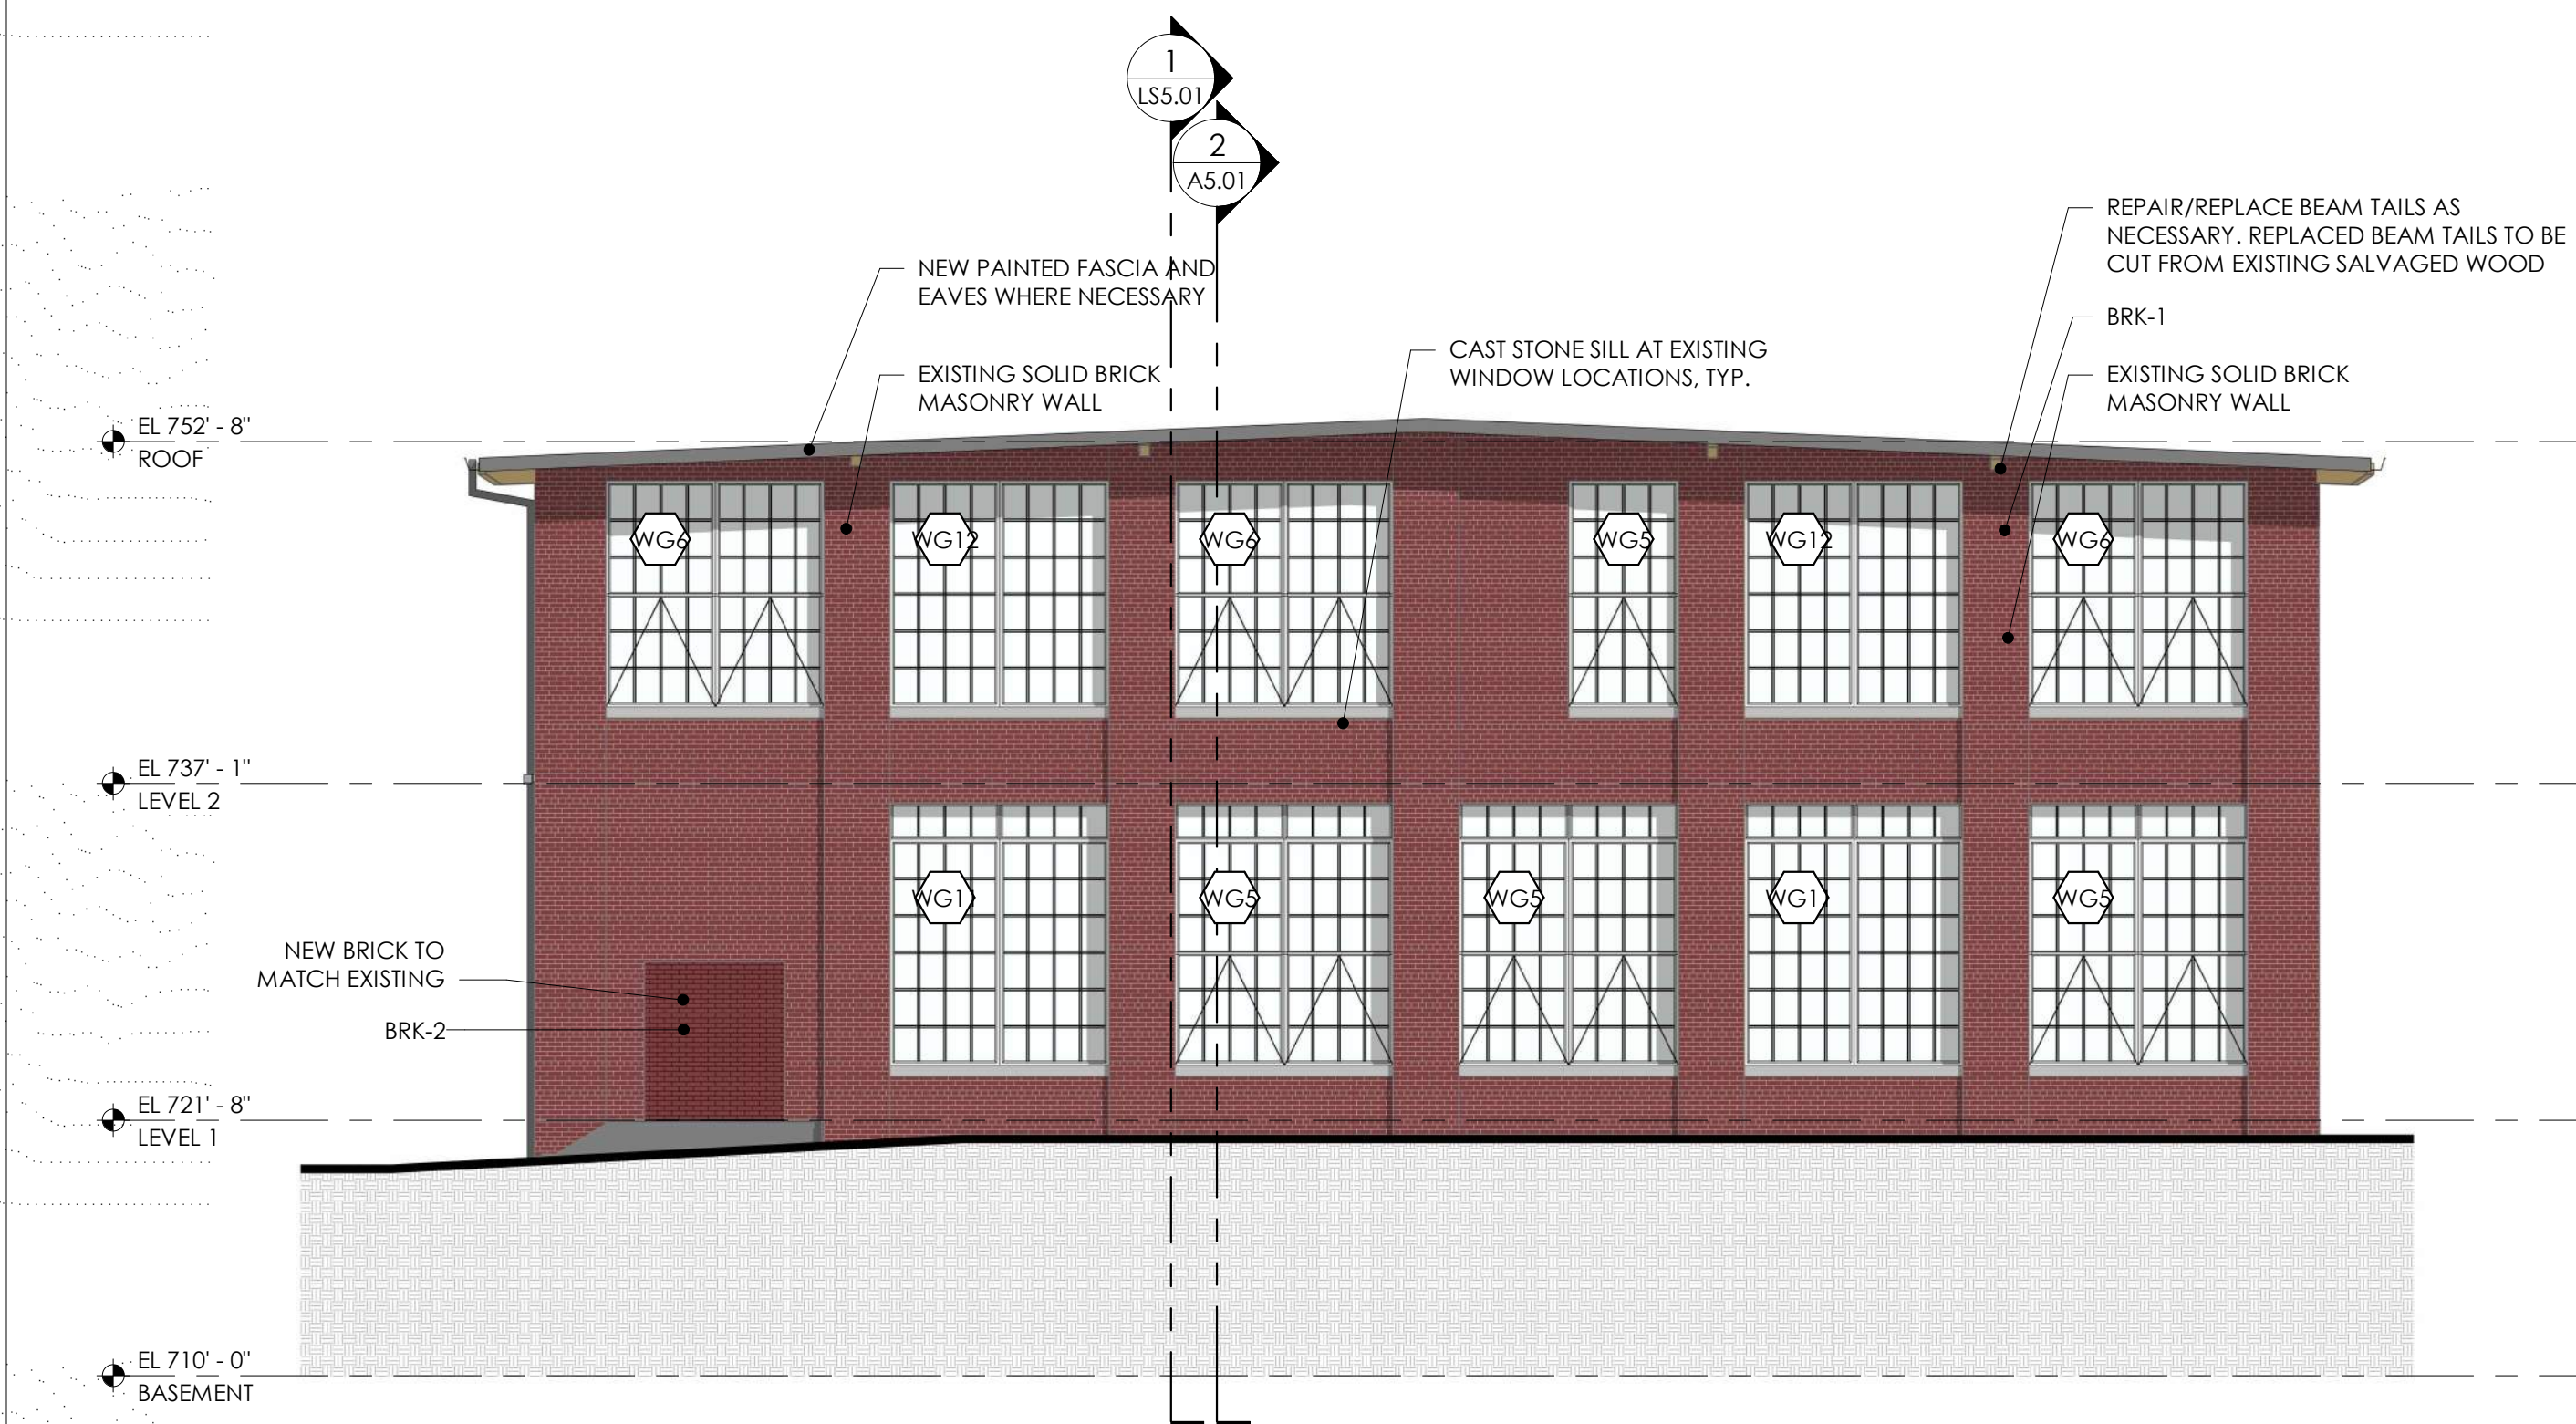 1
LS5.01
2
A5.01
REPAIR/REPLACE BEAM TAILS AS
NECESSARY. REPLACED BEAM TAILS TO BE
CUT FROM EXISTING SALVAGED WOOD
NEW PAINTED FASCIA AND
EAVES WHERE NECESSARY
BRK-1
CAST STONE SILL AT EXISTING
WINDOW LOCATIONS, TYP.
EXISTING SOLID BRICK
MASONRY WALL
EXISTING SOLID BRICK
MASONRY WALL
EL 752' - 8"
ROOF
WG6
WG12
WG6
WG5
WG12
WG6
EL 737' - 1"
LEVEL 2
WG11
WG5
WG5
WG11
WG5
NEW BRICK TO
MATCH EXISTING
BRK-2
EL 721' - 8"
LEVEL 1
EL 710' - 0"
BASEMENT